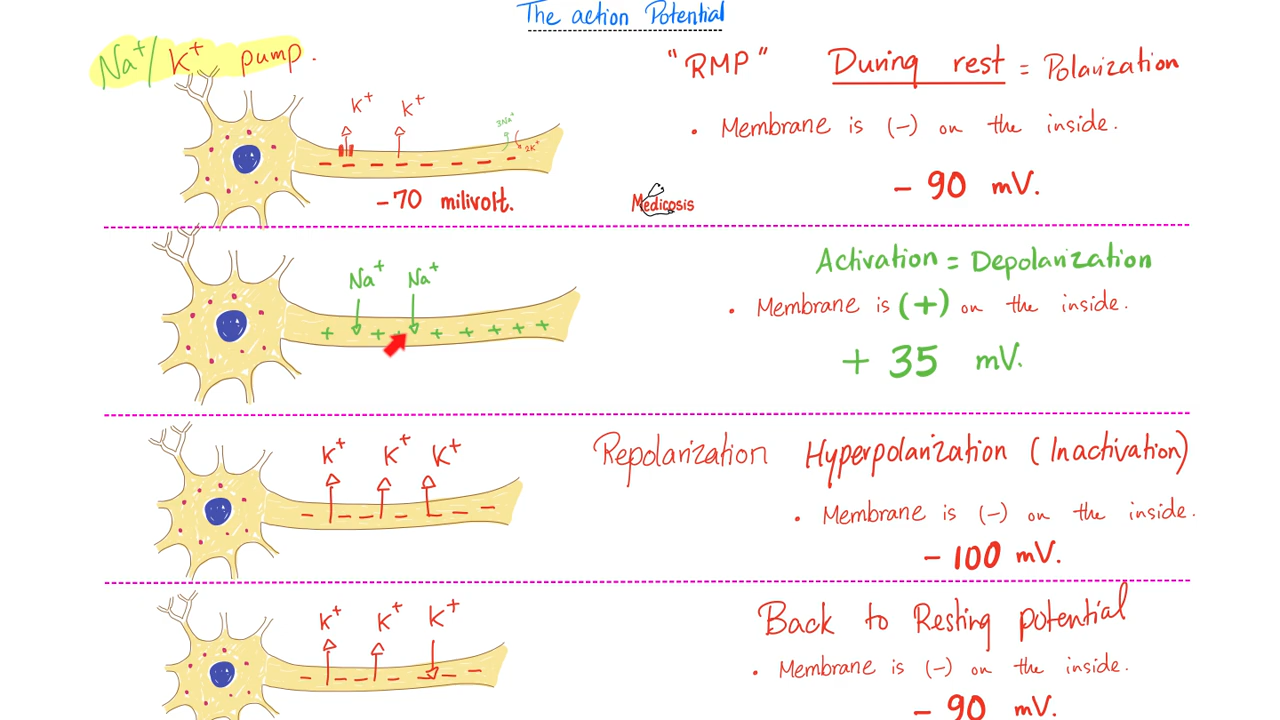 The action Potential
Na+/ K+ pump.
"RMP" During rest = Polarization
K+ K+
3Na+
2K+
• Membrane is (-) on the inside.
- 90 mV.
-70 milivolt.
Medicosis
Activation = Depolarization
Na+ Na+
• Membrane is (+) on the inside.
+ 35 mV.
Repolarization Hyperpolarization (Inactivation)
K+ K+ K+
• Membrane is (-) on the inside.
- 100 mV.
Back to Resting potential
K+ K+ K+
• Membrane is (-) on the inside.
- 90 mV.